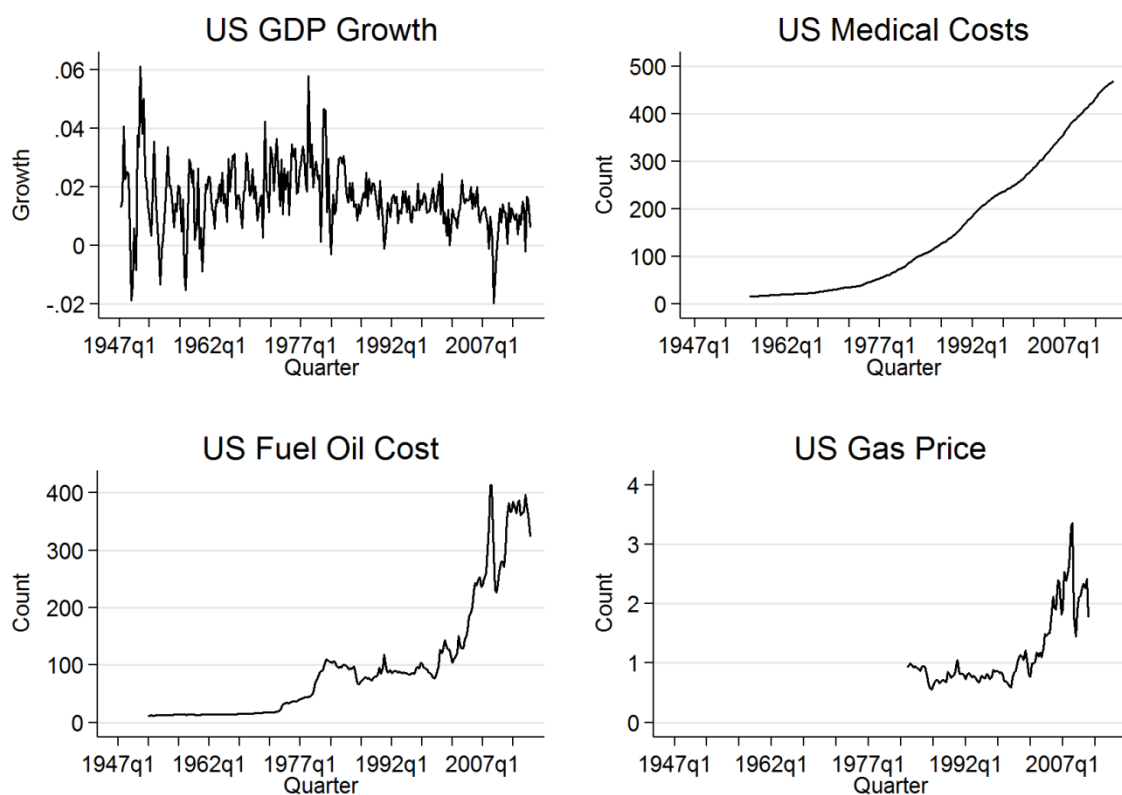 US GDP Growth
Growth
.06
.04
.02
0
-.02
1947q1 1962q1 1977q1 1992q1 2007q1
Quarter
US Medical Costs
Count
500
400
300
200
100
0
1947q1 1962q1 1977q1 1992q1 2007q1
Quarter
US Fuel Oil Cost
Count
400
300
200
100
0
1947q1 1962q1 1977q1 1992q1 2007q1
Quarter
US Gas Price
Count
4
3
2
1
0
1947q1 1962q1 1977q1 1992q1 2007q1
Quarter